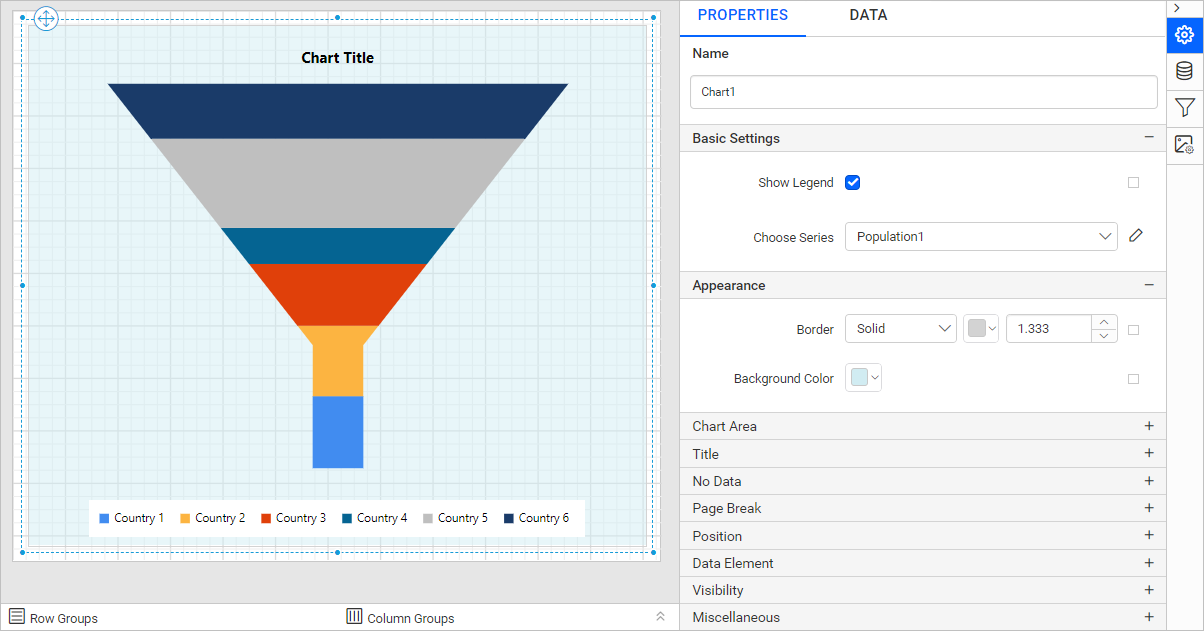 Chart Title
Country 1 Country 2 Country 3 Country 4 Country 5 Country 6
Row Groups Column Groups
PROPERTIES DATA
Name
Chart1
Basic Settings
Show Legend
Choose Series Population1
Appearance
Border Solid 1.333
Background Color
Chart Area
Title
No Data
Page Break
Position
Data Element
Visibility
Miscellaneous